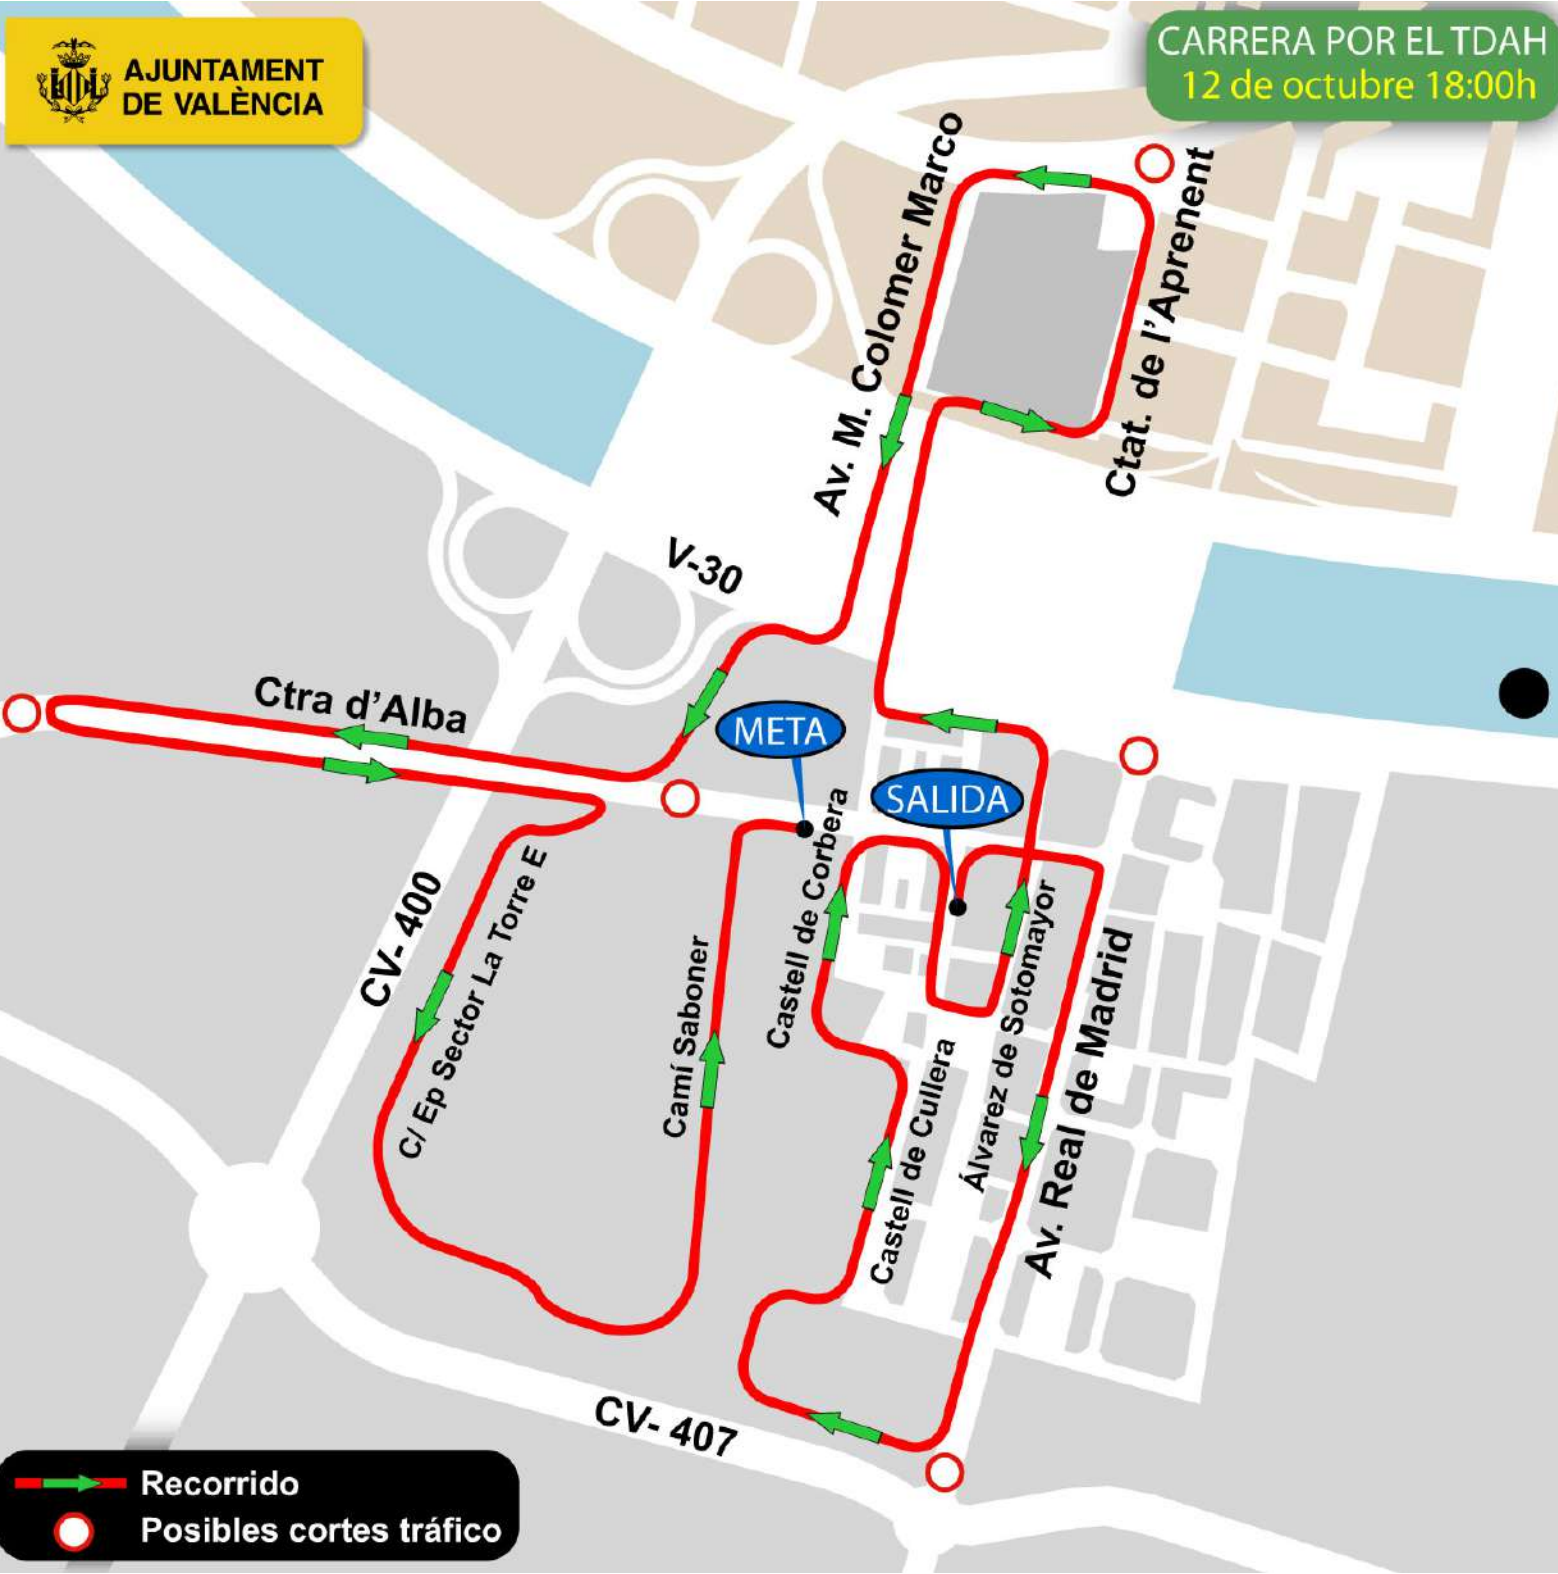 AJUNTAMENT
DE VALÈNCIA
CARRERA POR EL TDAH
12 de octubre 18:00h
Av. M. Colomer Marco
Ctat. de l'Aprenent
V-30
Ctra d'Alba
META
SALIDA
CV- 400
C/ Ep Sector La Torre E
Camí Saboner
Castell de Corbera
Castell de Cullera
Álvarez de Sotomayor
Av. Real de Madrid
CV- 407
Recorrido
Posibles cortes tráfico